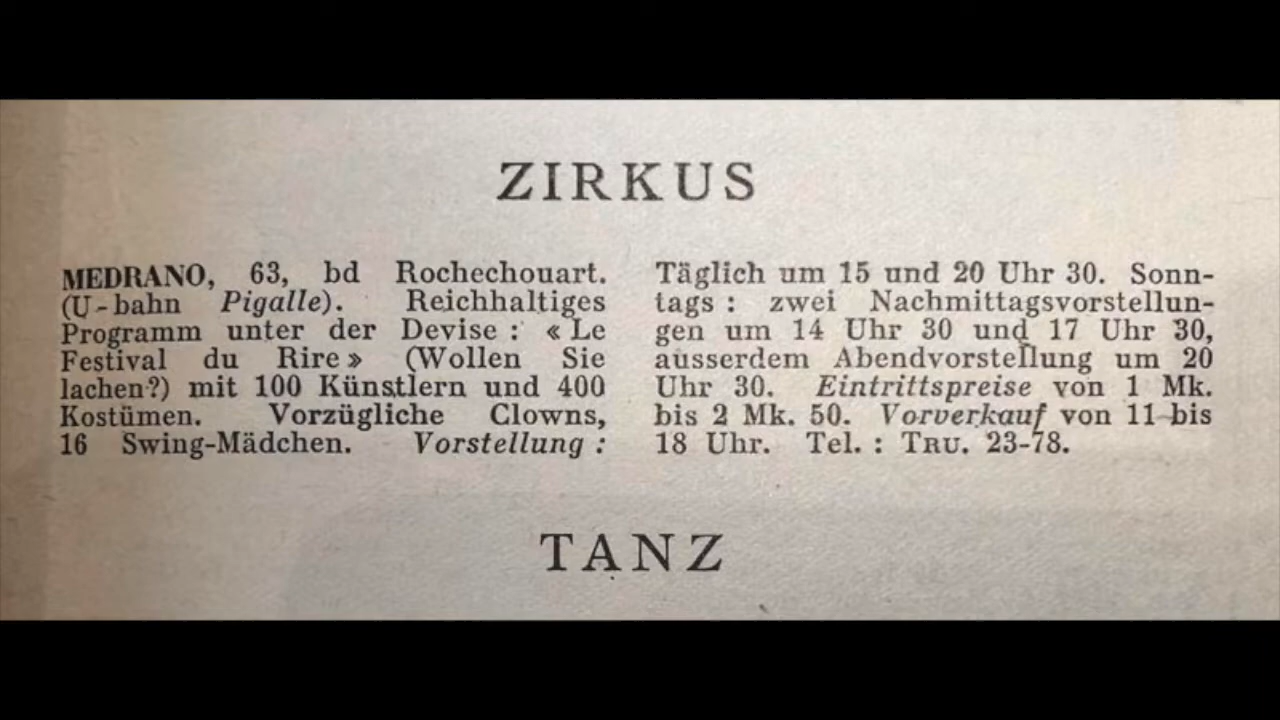 ZIRKUS
MEDRANO, 63, bd Rochechouart.
(U-bahn Pigalle). Reichhaltiges
Programm unter der Devise : « Le
Festival du Rire » (Wollen Sie
lachen?) mit 100 Künstlern und 400
Kostümen. Vorzügliche Clowns,
16 Swing-Mädchen. Vorstellung :
Täglich um 15 und 20 Uhr 30. Sonn-
tags : zwei Nachmittagsvorstellun-
gen um 14 Uhr 30 und 17 Uhr 30,
ausserdem Abendvorstellung um 20
Uhr 30. Eintrittspreise von 1 Mk.
bis 2 Mk. 50. Vorverkauf von 11 bis
18 Uhr. Tel. : TRU. 23-78.
TANZ